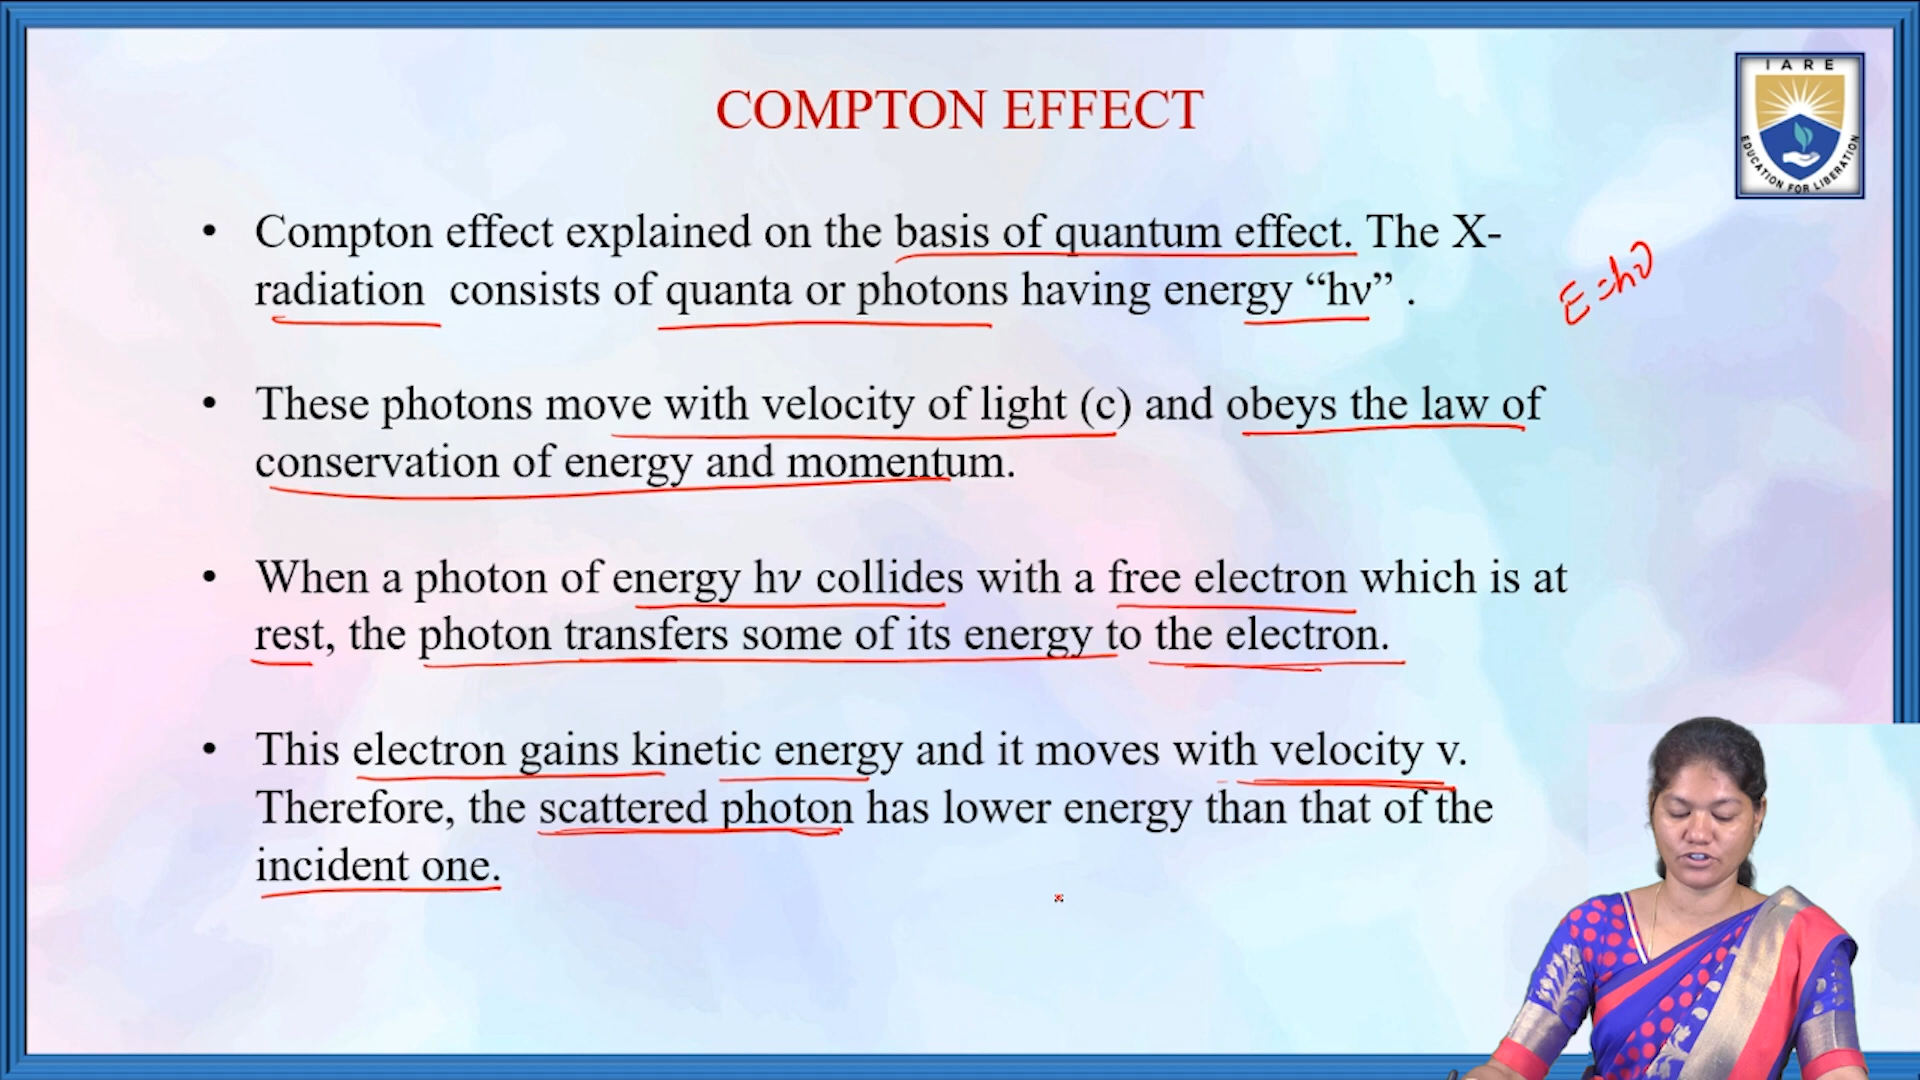 COMPTON EFFECT
IARE
EDUCATION FOR LIBERATION
• Compton effect explained on the basis of quantum effect. The X-
radiation consists of quanta or photons having energy “hν” .
E=hν
• These photons move with velocity of light (c) and obeys the law of
conservation of energy and momentum.
• When a photon of energy hν collides with a free electron which is at
rest, the photon transfers some of its energy to the electron.
• This electron gains kinetic energy and it moves with velocity v.
Therefore, the scattered photon has lower energy than that of the
incident one.